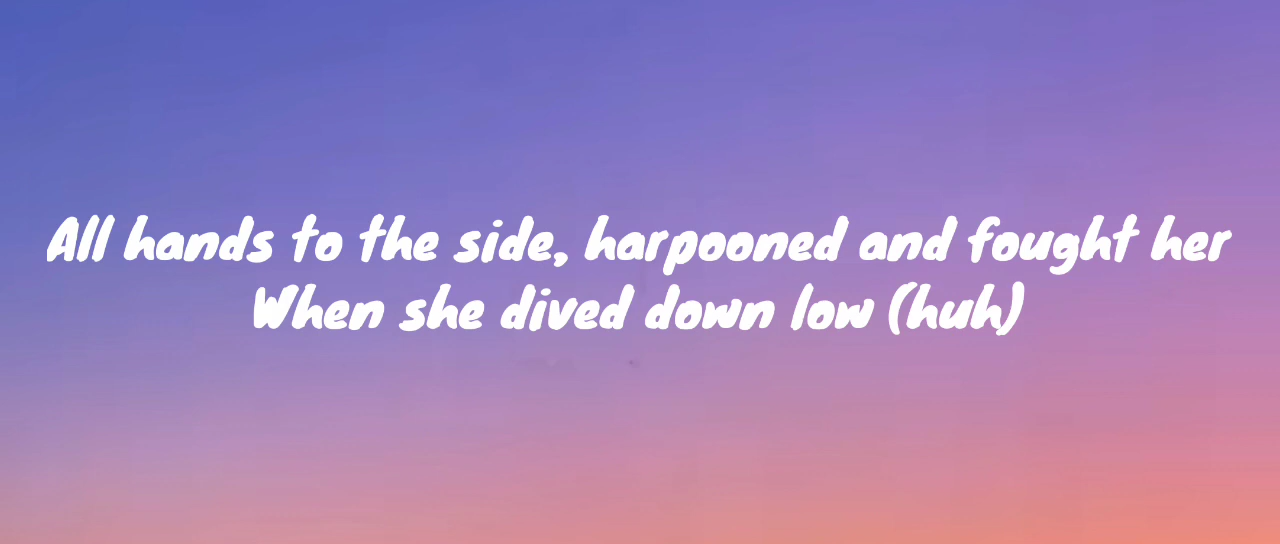 All hands to the side, harpooned and fought her
When she dived down low (huh)